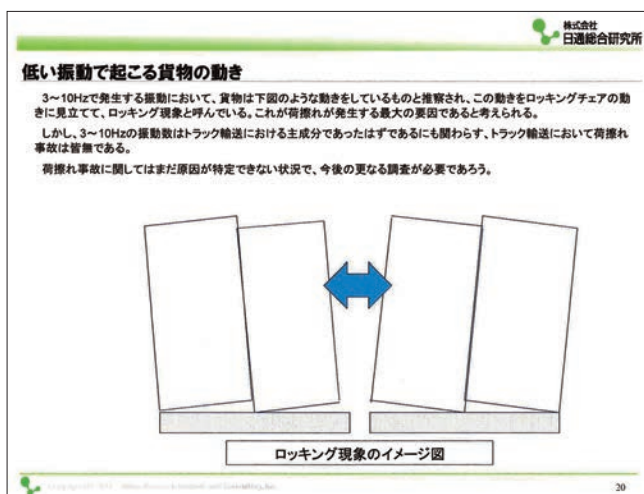 株式会社
日通総合研究所
低い振動で起こる貨物の動き
3～10Hzで発生する振動において、貨物は下図のような動きをしているものと推察され、この動きをロッキングチェアの動
きに見立てて、ロッキング現象と呼んでいる。これが荷擦れが発生する最大の要因であると考えられる。
しかし、3～10Hzの振動数はトラック輸送における主成分であったはずであるにも関わらず、トラック輸送において荷擦れ
事故は皆無である。
荷擦れ事故に関してはまだ原因が特定できない状況で、今後の更なる調査が必要であろう。
ロッキング現象のイメージ図
20